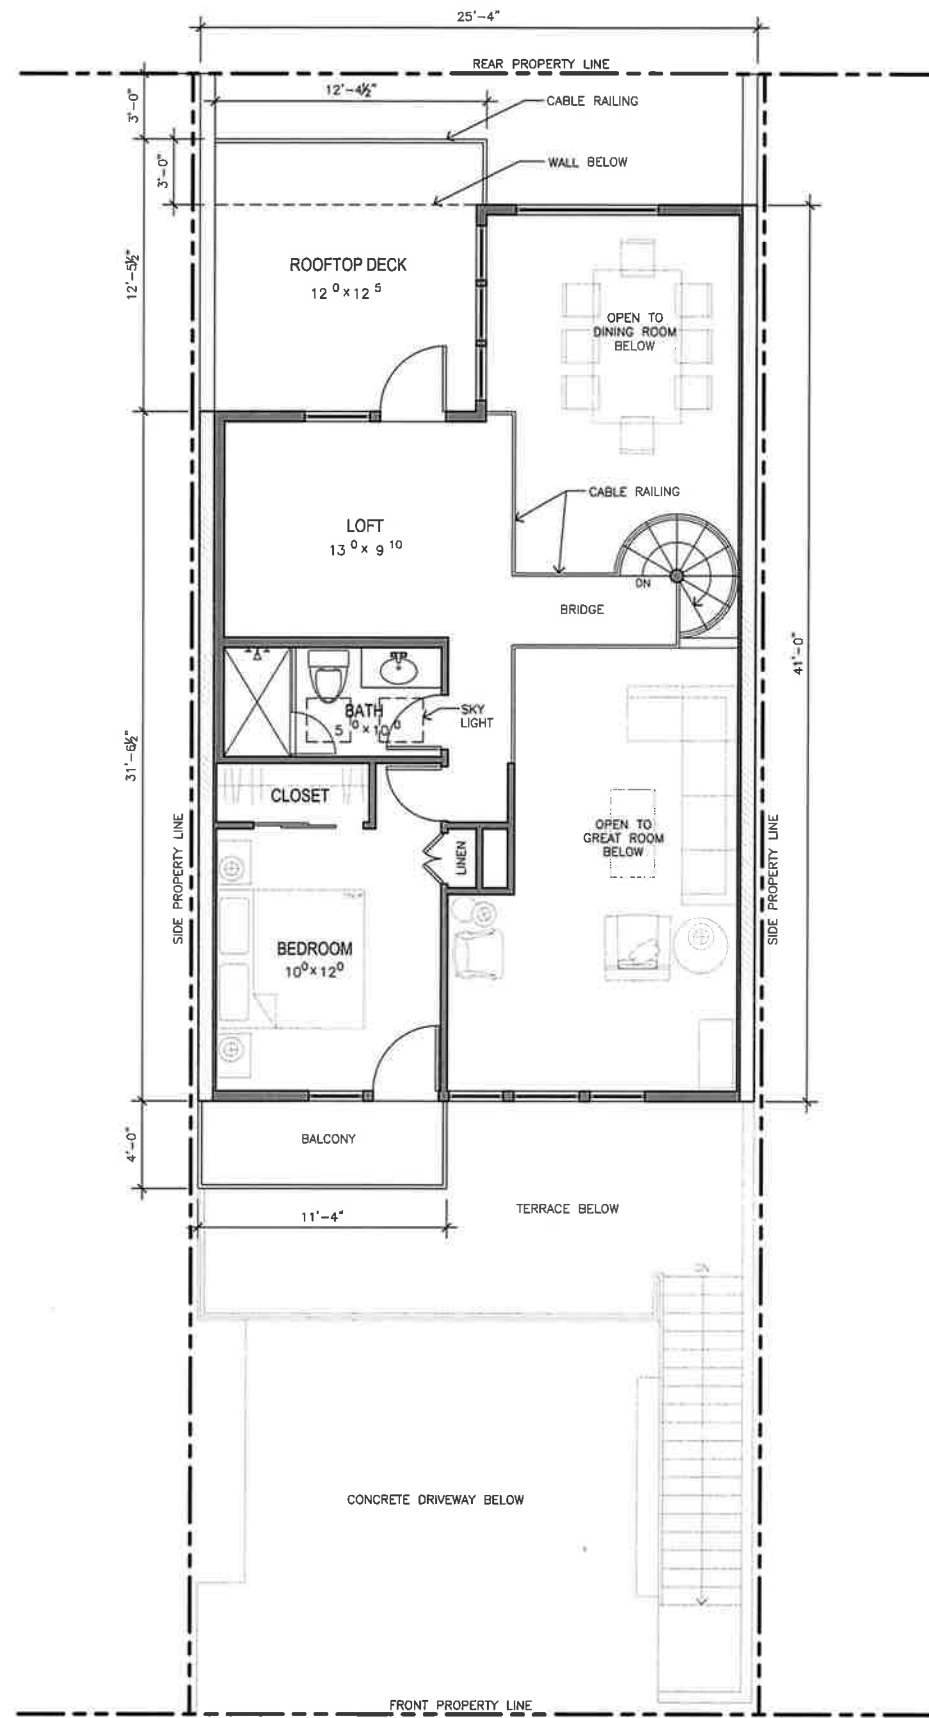 25'-4"
REAR PROPERTY LINE
12'-4½"
CABLE RAILING
3'-0"
WALL BELOW
3'-0"
ROOFTOP DECK
12 0 x 12 5
12'-5½"
OPEN TO
DINING ROOM
BELOW
CABLE RAILING
LOFT
13 0 x 9 10
DN
BRIDGE
41'-0"
BATH
5 0 x 10 0
SKY
LIGHT
31'-6½"
CLOSET
OPEN TO
GREAT ROOM
BELOW
LINEN
SIDE PROPERTY LINE
SIDE PROPERTY LINE
BEDROOM
10 0 x 12 0
BALCONY
4'-0"
TERRACE BELOW
11'-4"
DN
CONCRETE DRIVEWAY BELOW
FRONT PROPERTY LINE